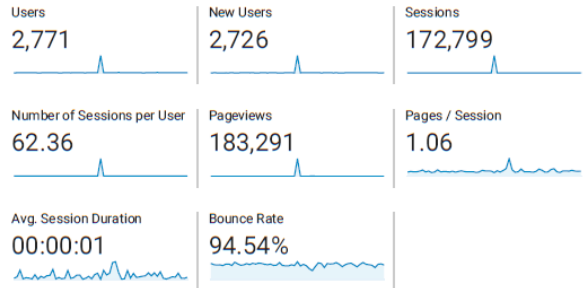 Users
2,771
New Users
2,726
Sessions
172,799
Number of Sessions per User
62.36
Pageviews
183,291
Pages / Session
1.06
Avg. Session Duration
00:00:01
Bounce Rate
94.54%